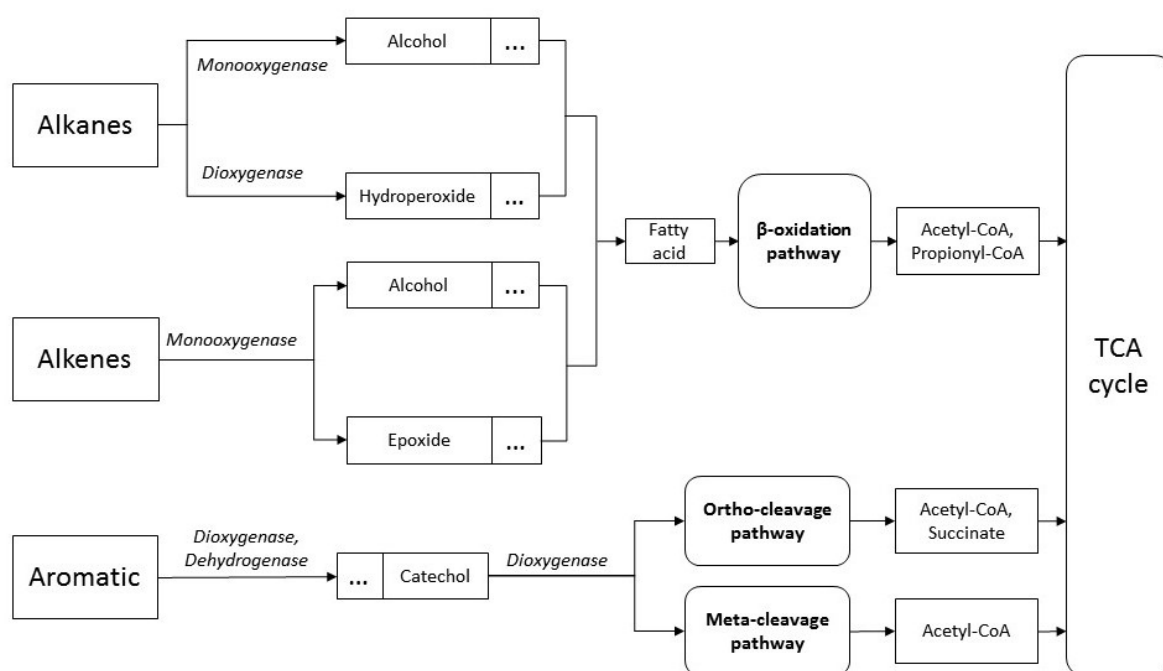 Alkanes
Monooxygenase
Alcohol
...
Dioxygenase
Hydroperoxide
...
Alkenes
Monooxygenase
Alcohol
...
Epoxide
...
Fatty
acid
β-oxidation
pathway
Acetyl-CoA,
Propionyl-CoA
TCA
cycle
Aromatic
Dioxygenase,
Dehydrogenase
...
Catechol
Dioxygenase
Ortho-cleavage
pathway
Acetyl-CoA,
Succinate
Meta-cleavage
pathway
Acetyl-CoA